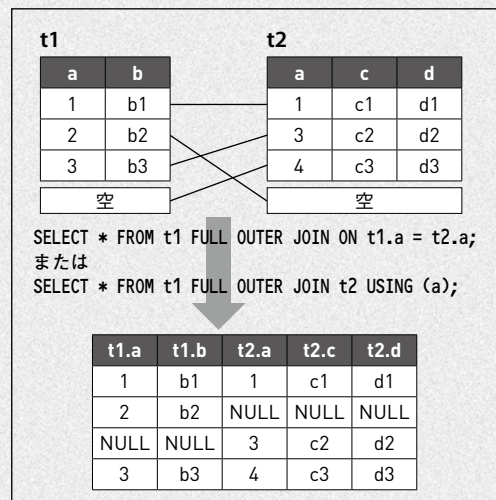 t1 t2
a b a c d
1 b1 1 c1 d1
2 b2 3 c2 d2
3 b3 4 c3 d3
空 空
SELECT * FROM t1 FULL OUTER JOIN ON t1.a = t2.a;
または
SELECT * FROM t1 FULL OUTER JOIN t2 USING (a);
t1.a t1.b t2.a t2.c t2.d
1 b1 1 c1 d1
2 b2 NULL NULL NULL
NULL NULL 3 c2 d2
3 b3 4 c3 d3